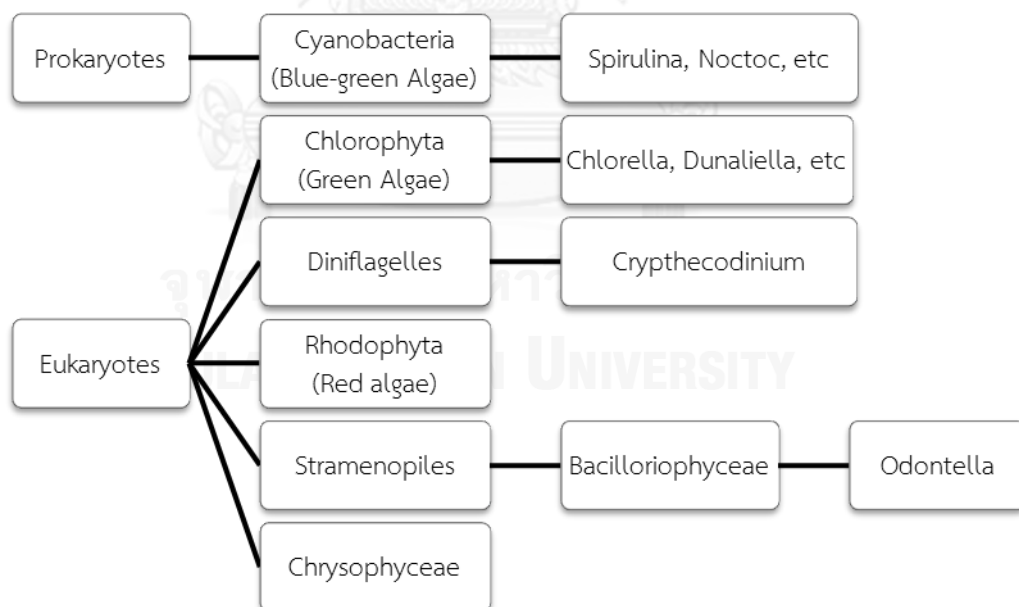 Prokaryotes
Cyanobacteria
(Blue-green Algae)
Spirulina, Noctoc, etc
Chlorophyta
(Green Algae)
Chlorella, Dunaliella, etc
Diniflagelles
Crypthecodinium
Eukaryotes
Rhodophyta
(Red algae)
Stramenopiles
Bacilloriophyceae
Odontella
Chrysophyceae
UNIVERSITY